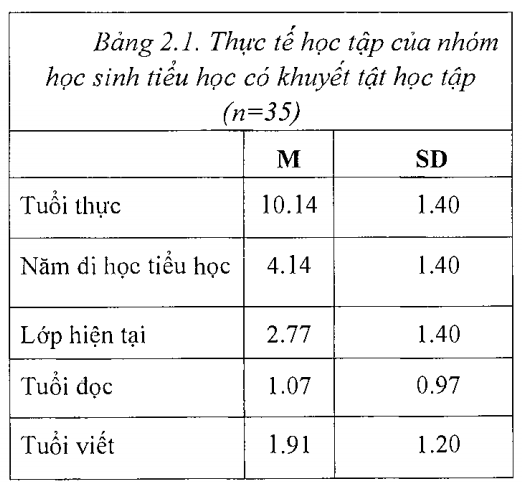 Bảng 2.1. Thực tế học tập của nhóm
học sinh tiểu học có khuyết tật học tập
(n=35)
M SD
Tuổi thực 10.14 1.40
Năm đi học tiểu học 4.14 1.40
Lớp hiện tại 2.77 1.40
Tuổi đọc 1.07 0.97
Tuổi viết 1.91 1.20